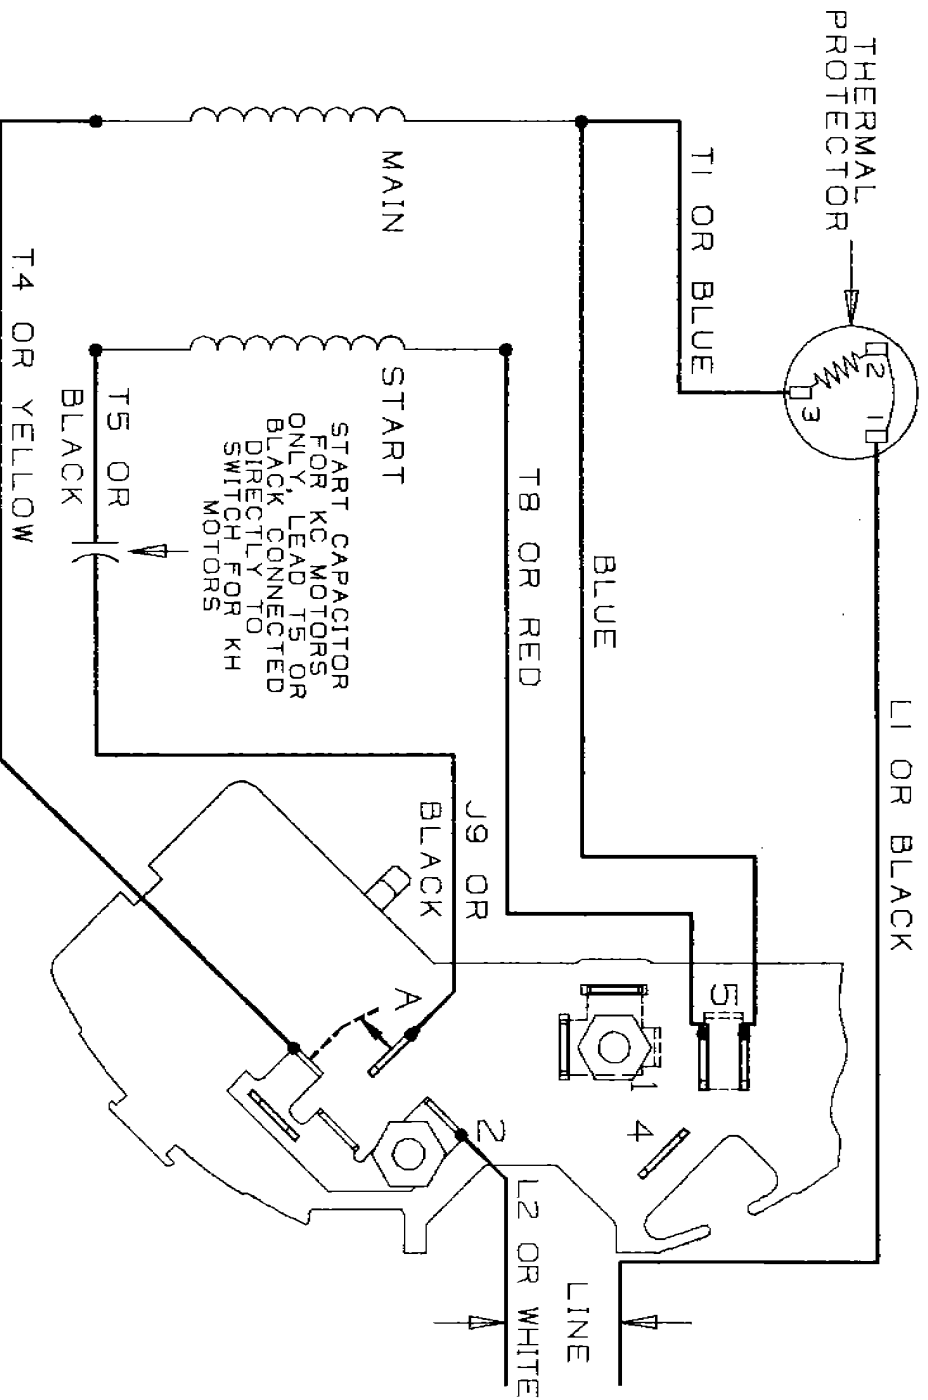 THERMAL
PROTECTOR
2
1
3
T1 OR BLUE
L1 OR BLACK
BLUE
T8 OR RED
MAIN
START
START CAPACITOR
FOR KC MOTORS
ONLY, LEAD T5 OR
BLACK CONNECTED
DIRECTLY TO
SWITCH FOR KH
MOTORS
T5 OR
BLACK
T4 OR YELLOW
J9 OR
BLACK
5
1
4
A
2
L2 OR WHITE
LINE